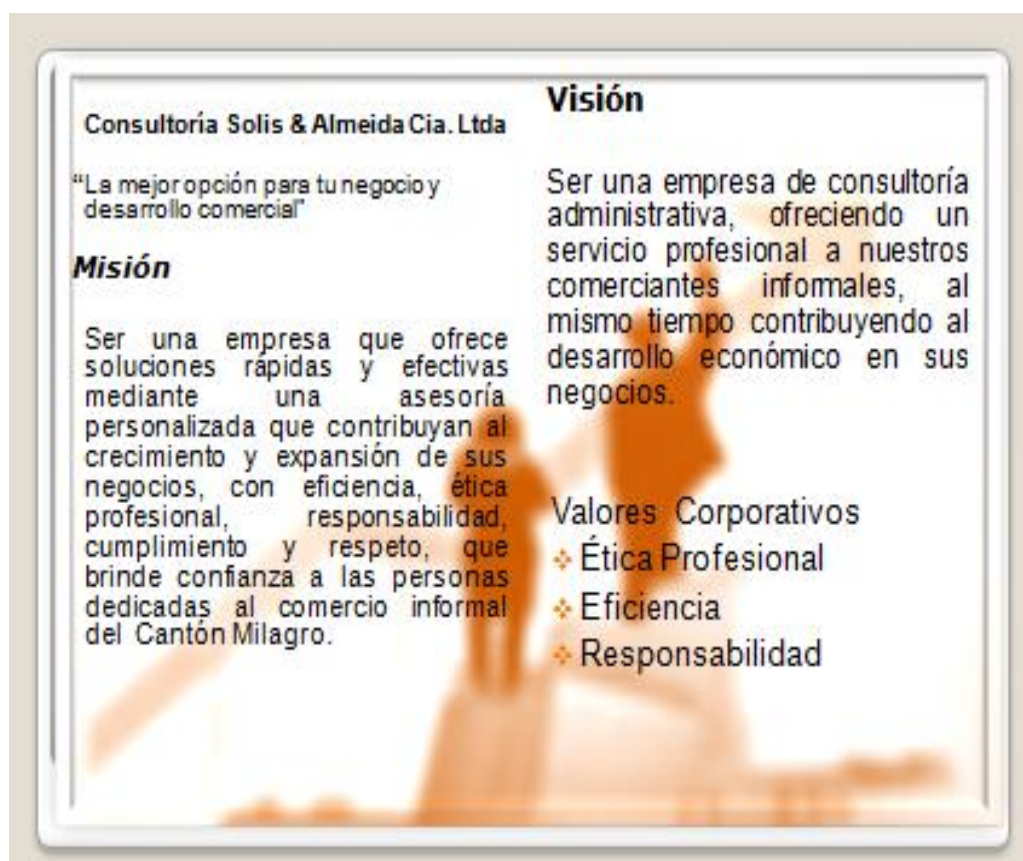 Consultoría Solis & Almeida Cia. Ltda
“La mejor opción para tu negocio y
desarrollo comercial”
Misión
Ser una empresa que ofrece
soluciones rápidas y efectivas
mediante una asesoría
personalizada que contribuyan al
crecimiento y expansión de sus
negocios, con eficiencia, ética
profesional, responsabilidad,
cumplimiento y respeto, que
brinde confianza a las personas
dedicadas al comercio informal
del Cantón Milagro.
Visión
Ser una empresa de consultoría
administrativa, ofreciendo un
servicio profesional a nuestros
comerciantes informales, al
mismo tiempo contribuyendo al
desarrollo económico en sus
negocios.
Valores Corporativos
❖ Ética Profesional
❖ Eficiencia
❖ Responsabilidad